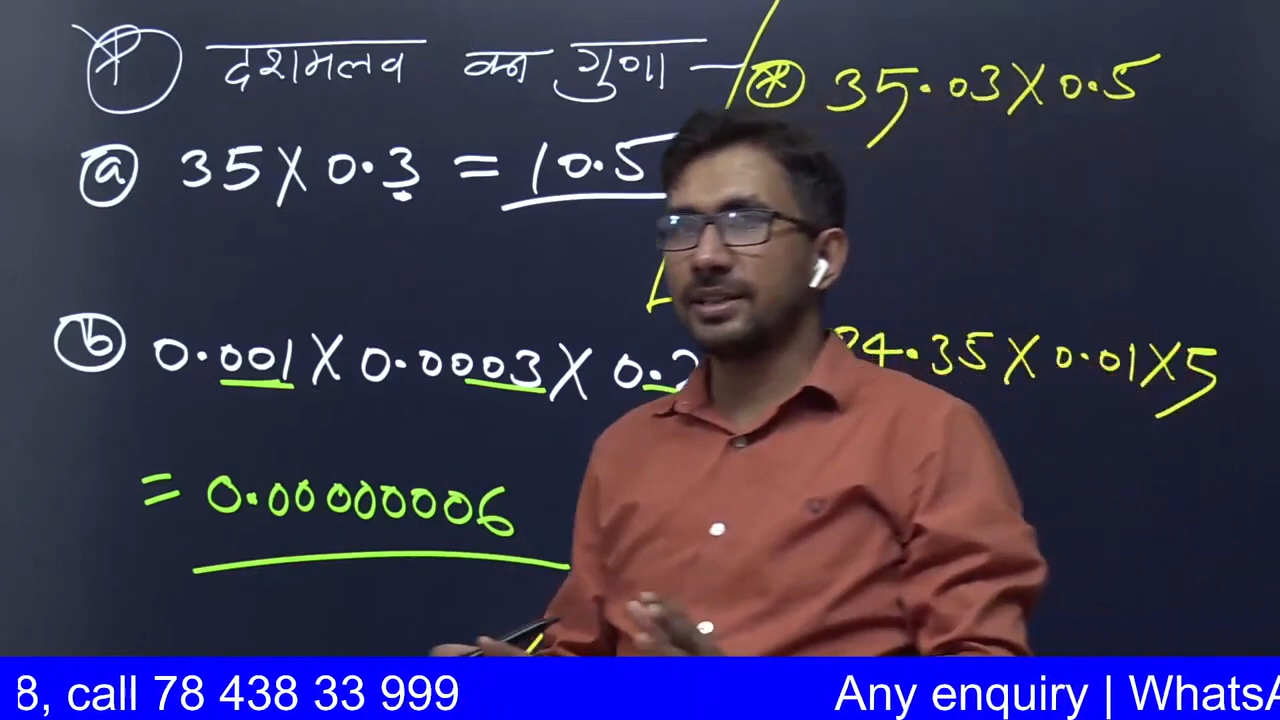 * दशमलव का गुणा —
* 35.03 X 0.5
a 35 X 0.3 = 10.5
b 0.001 X 0.0003 X 0.2
4.35 X 0.01 X 5
= 0.00000006
8, call 78 438 33 999
Any enquiry | Whats